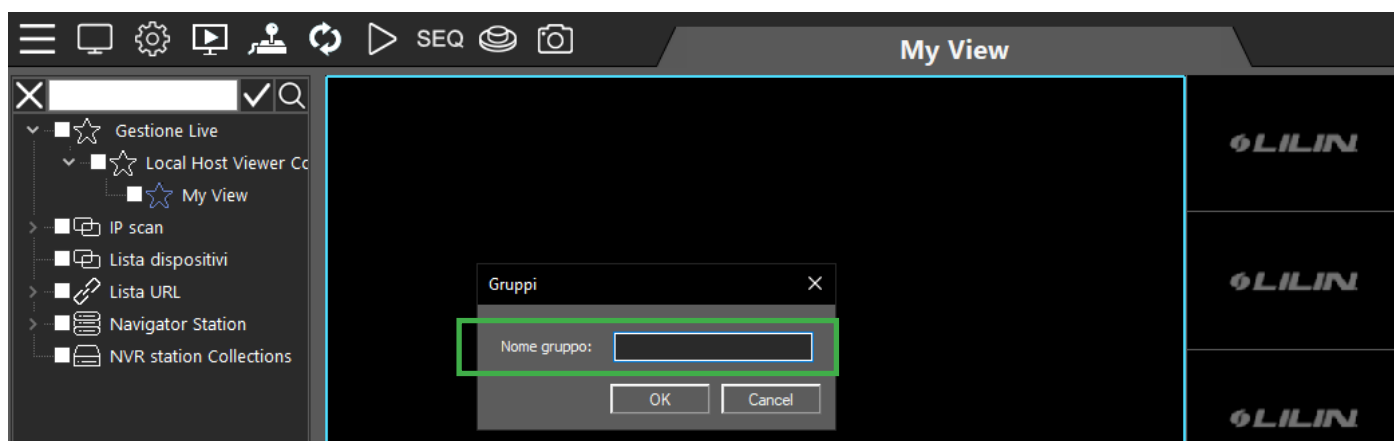 SEQ
My View
Gestione Live
Local Host Viewer Cc
My View
IP scan
Lista dispositivi
Lista URL
Navigator Station
NVR station Collections
Gruppi
Nome gruppo:
OK
Cancel
LILIN
LILIN
LILIN